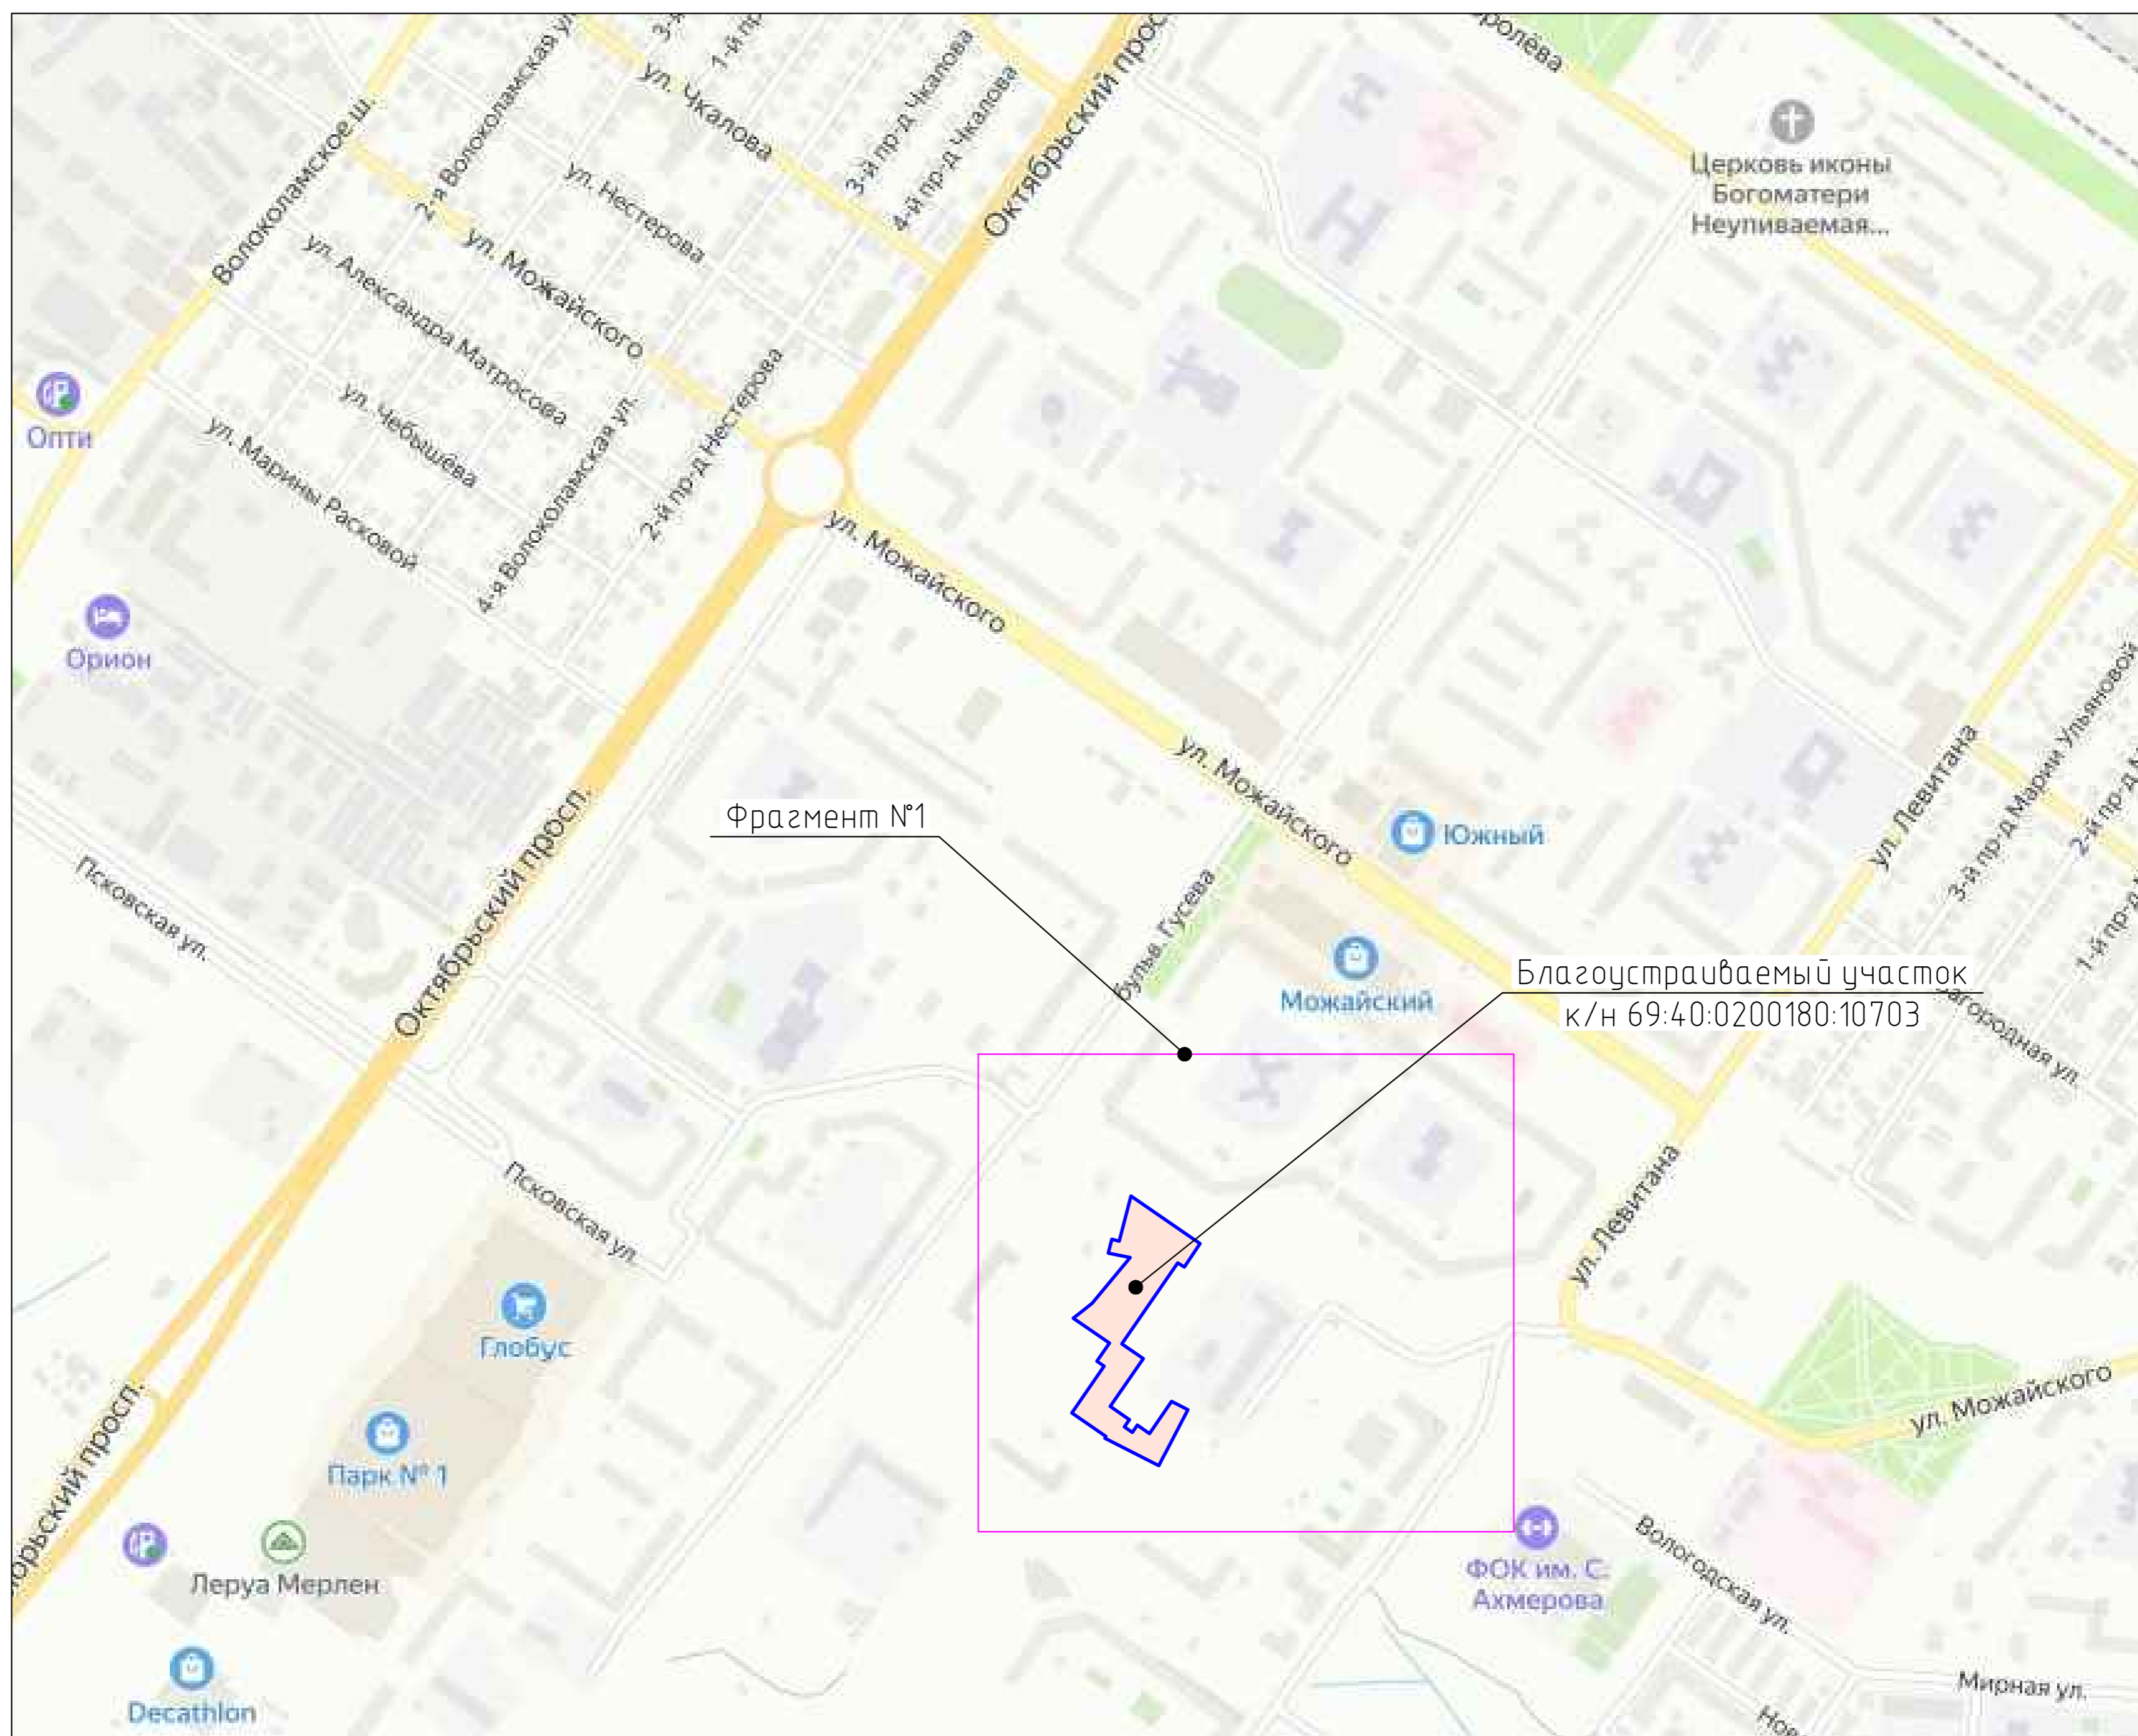 Волоколамское ш.
2-я Волоколамская ул.
ул. Чкалова
3-й пр-д Чкалова
4-й пр-д Чкалова
Октябрьский просп.
Церковь иконы
Богоматери
Неупиваемая...
ул. Нестерова
ул. Можайского
ул. Александра Матросова
ул. Чебышёва
ул. Марины Расковой
4-я Волоколамская ул.
2-й пр-д Нестерова
Опти
Орион
ул. Можайского
ул. Можайского
Южный
Фрагмент №1
Октябрьский просп.
Псковская ул.
бульв. Гусева
Можайский
ул. Левитана
3-й пр-д Марии Ульяновой
2-й пр-д
1-й пр-д
Благоустраиваемый участок
к/н 69:40:0200180:10703
Псковская ул.
ул. Левитана
Глобус
Парк № 1
ул. Можайского
Леруа Мерлен
ФОК им. С.
Ахмерова
Вологодская ул.
Decathlon
Мирная ул.